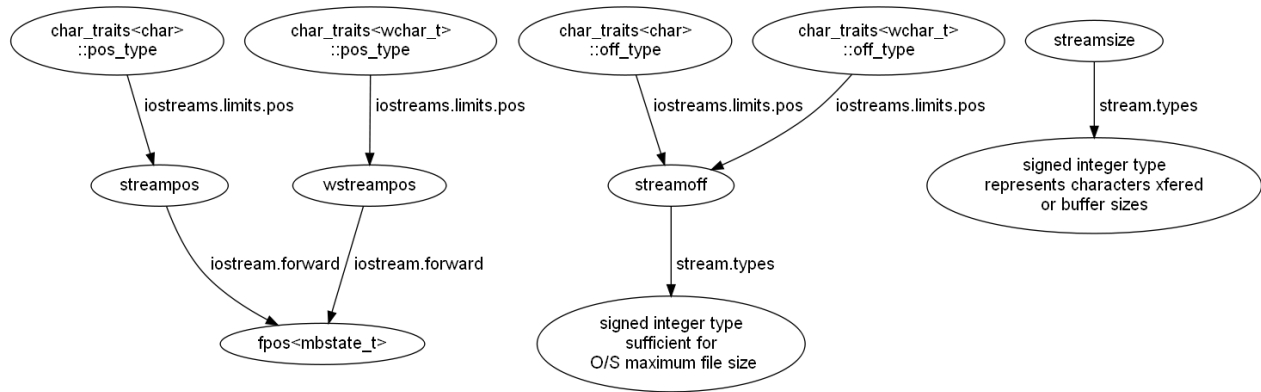 char_traits<char>
::pos_type
char_traits<wchar_t>
::pos_type
char_traits<char>
::off_type
char_traits<wchar_t>
::off_type
streamsize
iostreams.limits.pos
iostreams.limits.pos
iostreams.limits.pos
iostreams.limits.pos
stream.types
streampos
wstreampos
streamoff
signed integer type
represents characters xfered
or buffer sizes
iostream.forward
iostream.forward
stream.types
fpos<mbstate_t>
signed integer type
sufficient for
O/S maximum file size